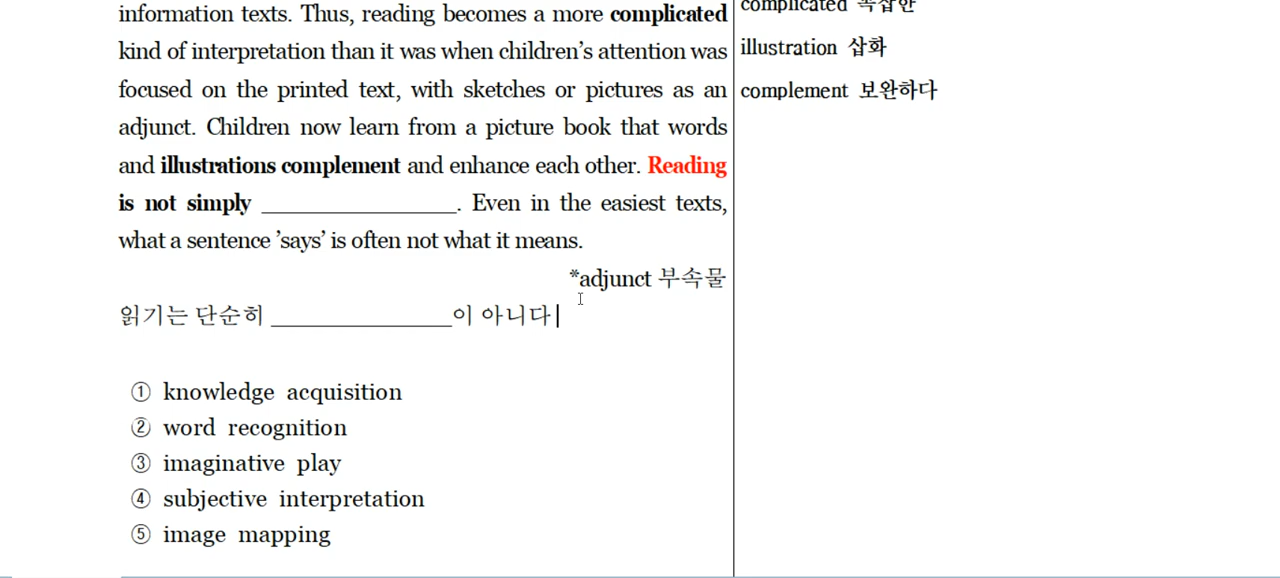 information texts. Thus, reading becomes a more complicated
kind of interpretation than it was when children's attention was
focused on the printed text, with sketches or pictures as an
adjunct. Children now learn from a picture book that words
and illustrations complement and enhance each other. Reading
is not simply ________________. Even in the easiest texts,
what a sentence 'says' is often not what it means.
*adjunct 부속물
읽기는 단순히 _______________이 아니다
① knowledge acquisition
② word recognition
③ imaginative play
④ subjective interpretation
⑤ image mapping
complicated 복잡한
illustration 삽화
complement 보완하다